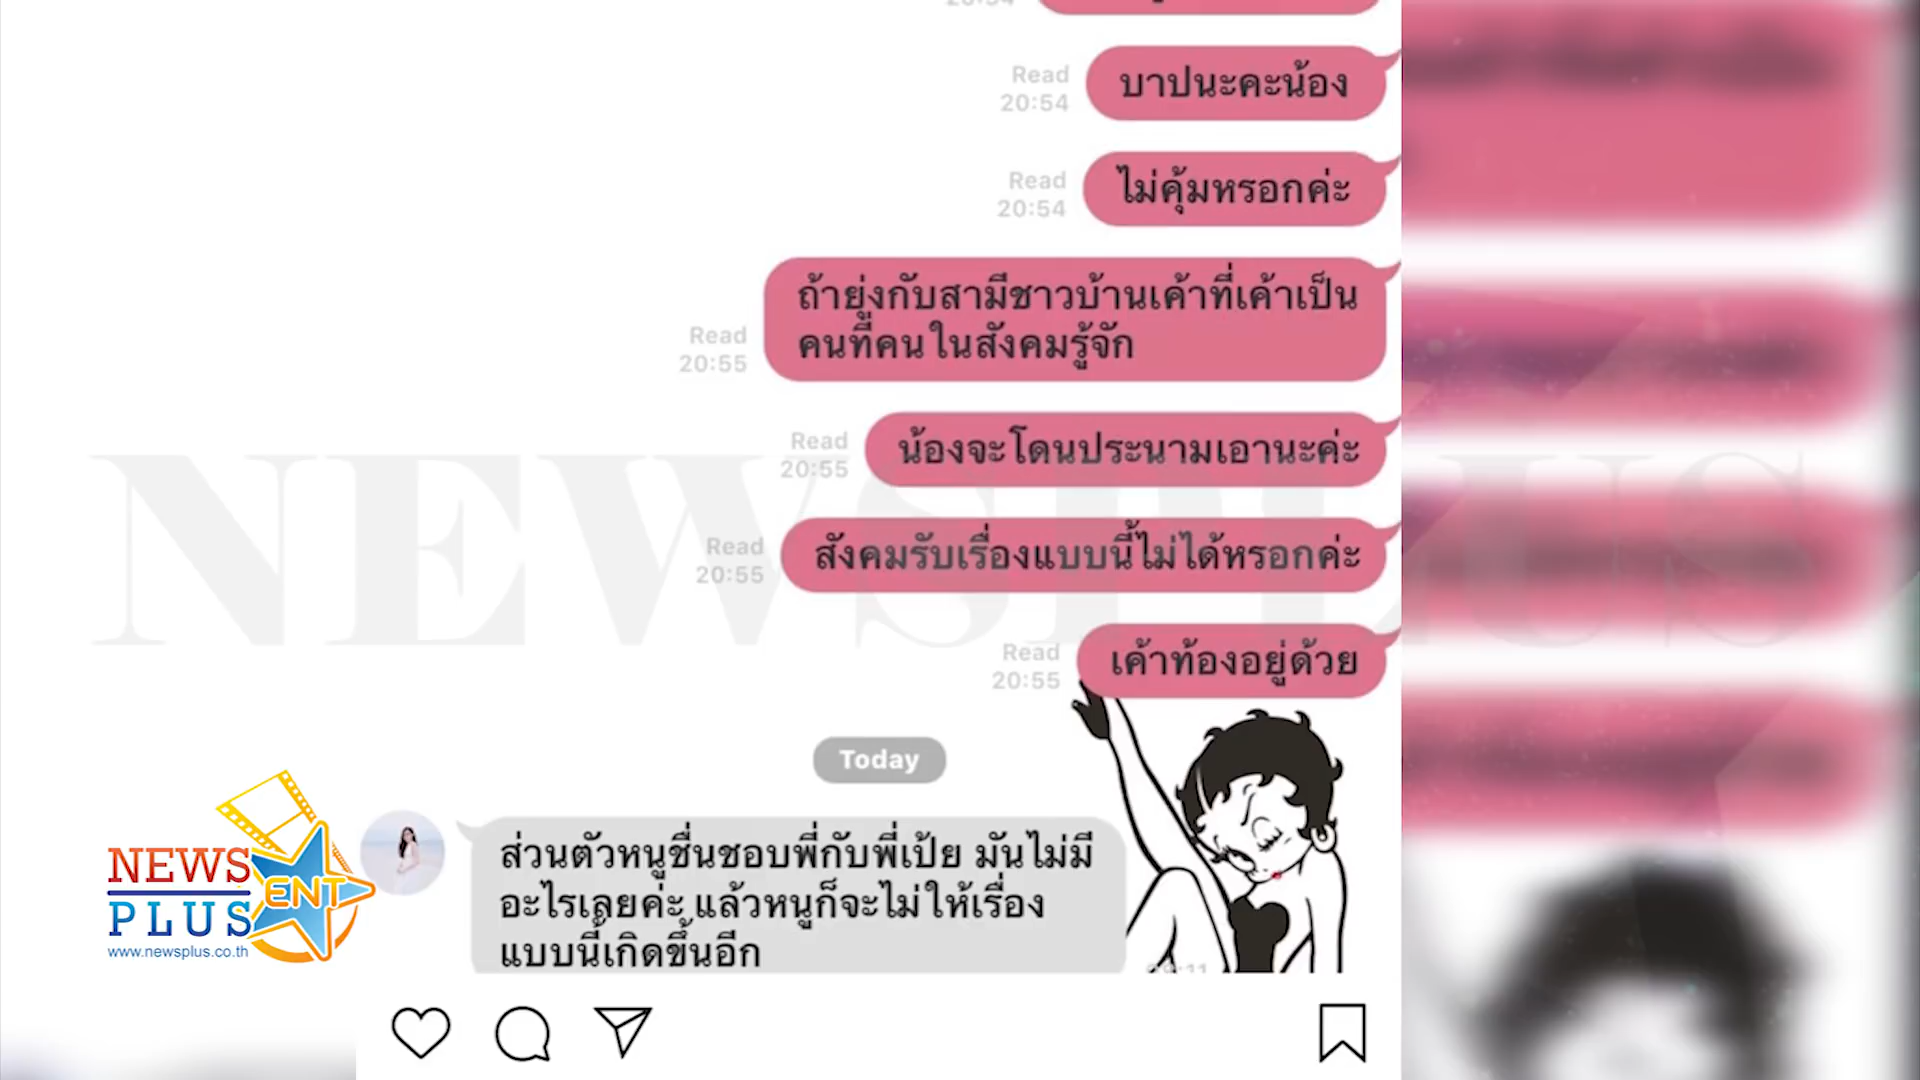 Read
20:54
บาปนะคะน้อง
Read
20:54
ไม่คุ้มหรอกค่ะ
Read
20:55
ถ้ายุ่งกับสามีชาวบ้านเค้าที่เค้าเป็น
คนที่คนในสังคมรู้จัก
Read
20:55
น้องจะโดนประนามเอานะค่ะ
Read
20:55
สังคมรับเรื่องแบบนี้ไม่ได้หรอกค่ะ
Read
20:55
เค้าท้องอยู่ด้วย
NEWSPLUS
Today
ส่วนตัวหนูชื่นชอบพี่กับพี่เป้ย มันไม่มี
อะไรเลยค่ะ แล้วหนูก็จะไม่ให้เรื่อง
แบบนี้เกิดขึ้นอีก
NEWS
PLUS
ENT
www.newsplus.co.th